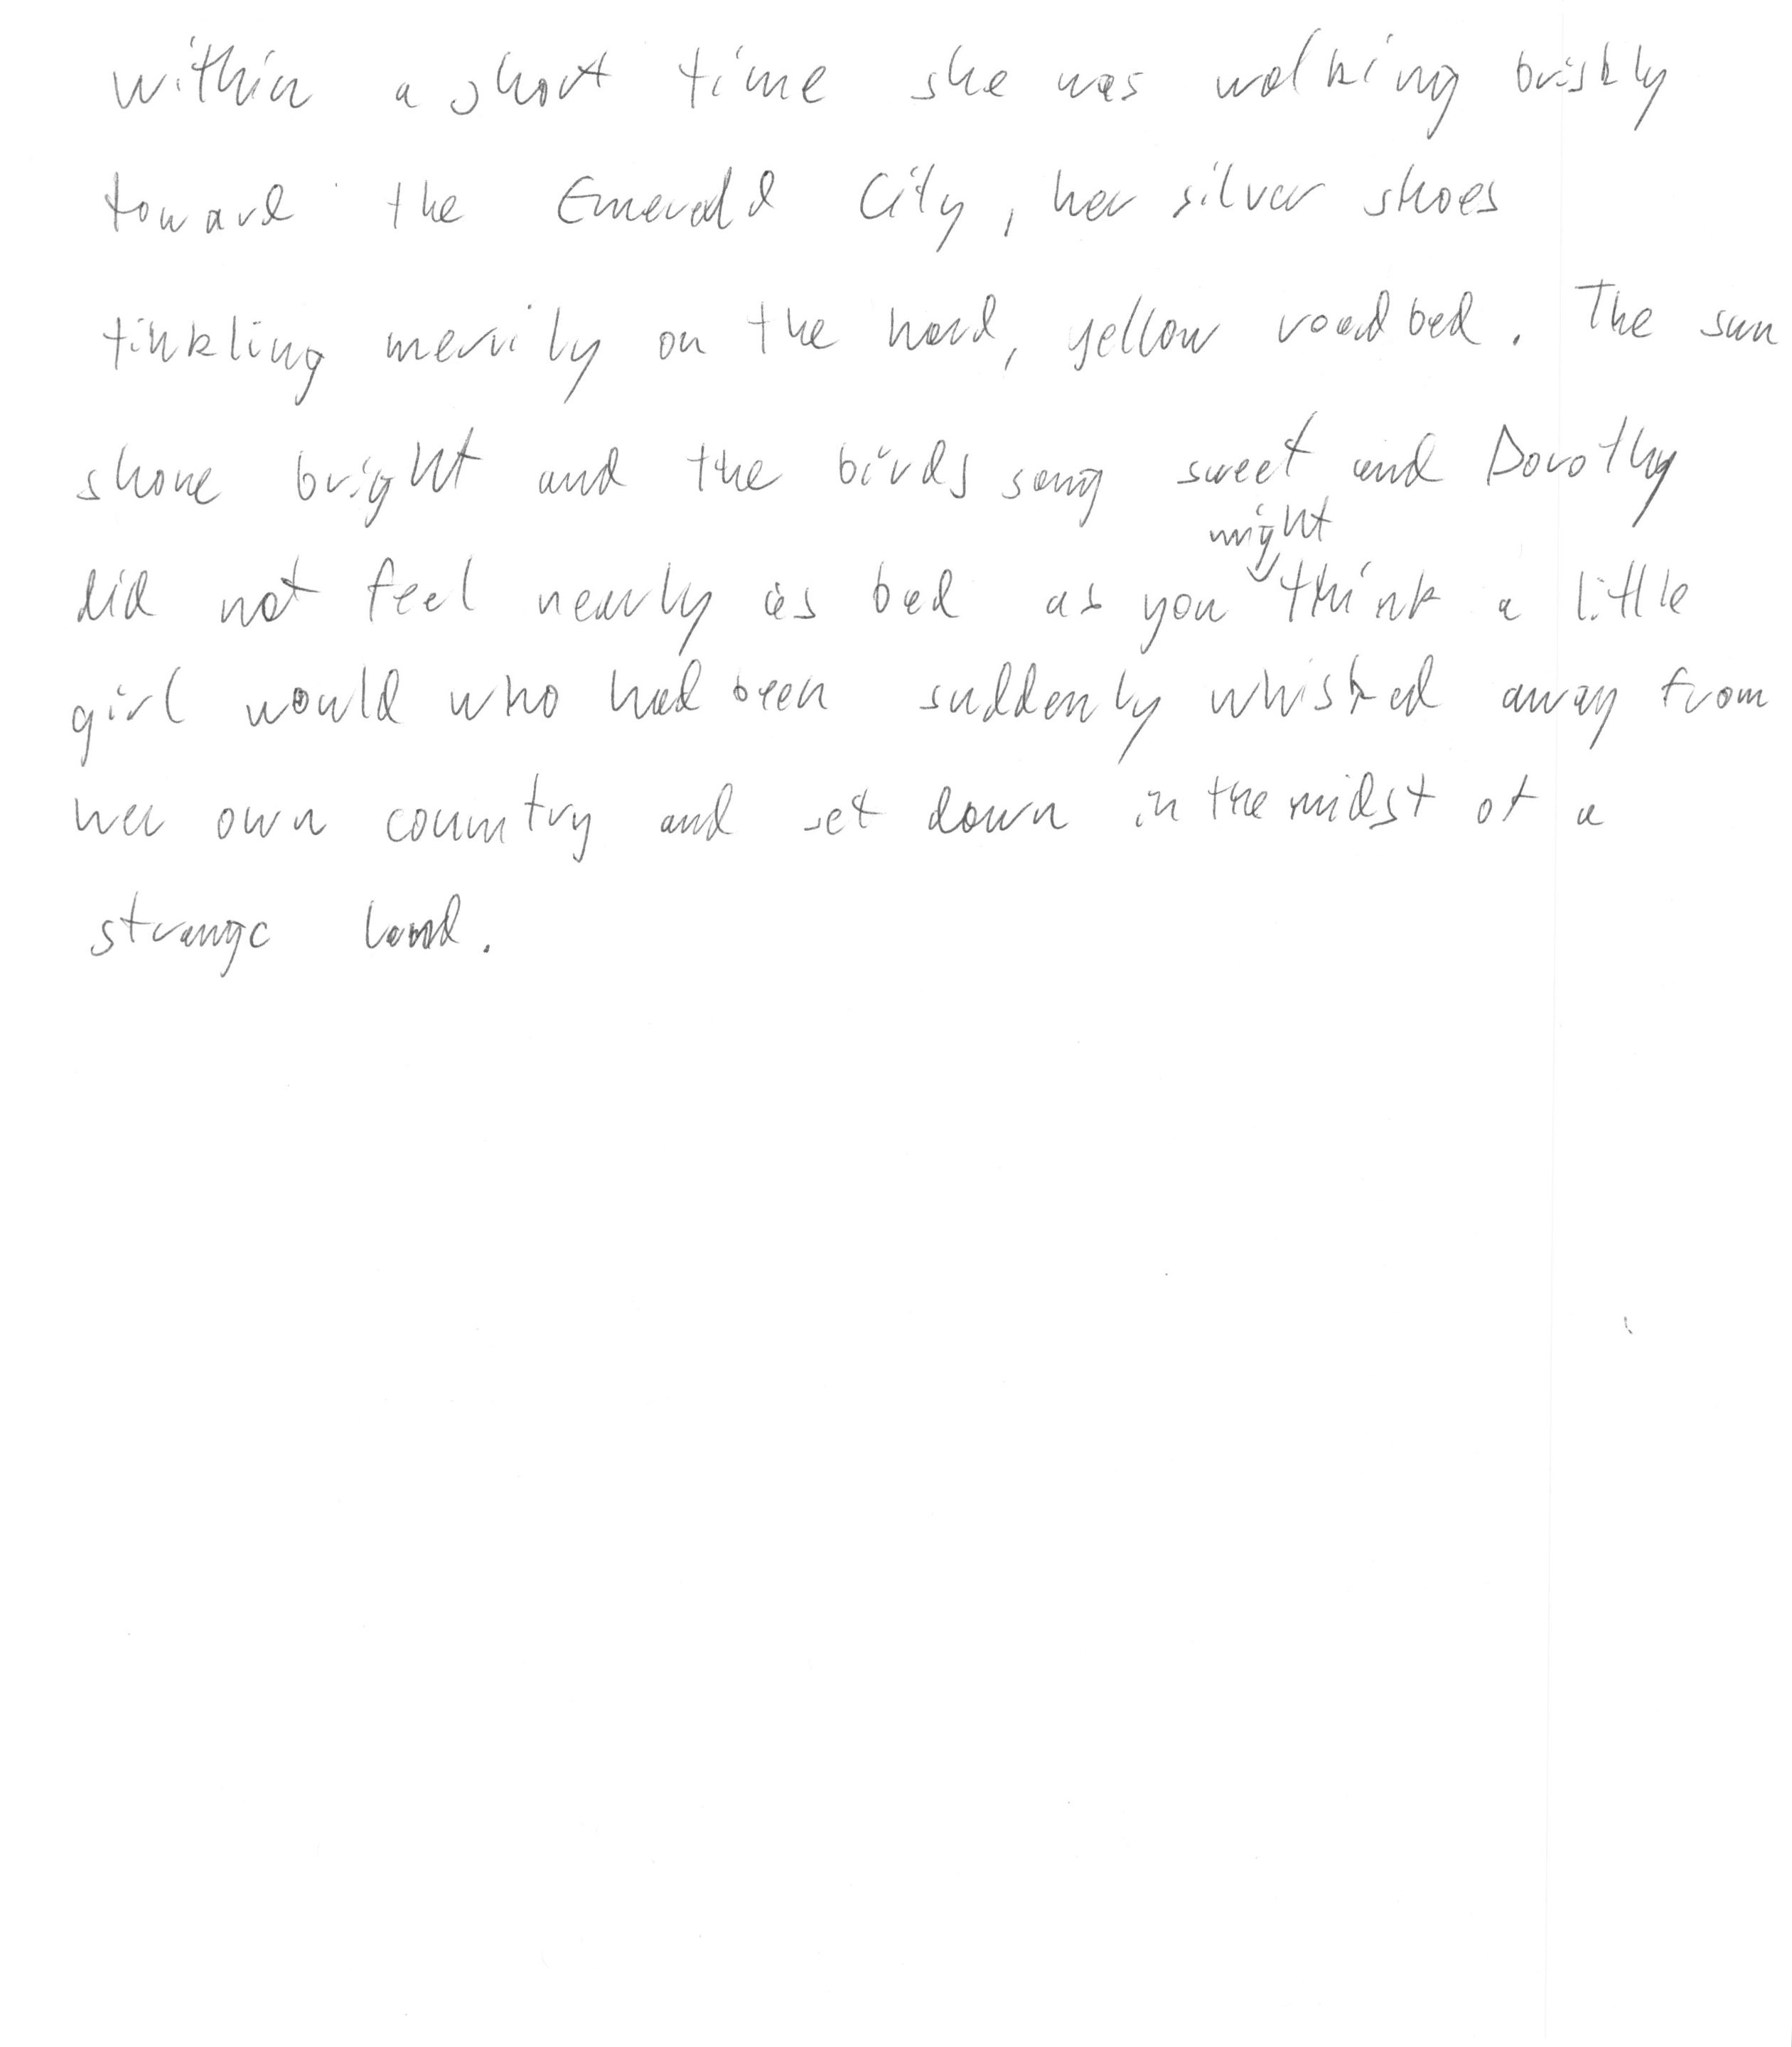 within a short time she was walking briskly
toward the Emerald City, her silver shoes
tinkling merrily on the hard, yellow roadbed. The sun
shone bright and the birds sang sweet and Dorothy
might
did not feel nearly as bad as you think a little
girl would who had been suddenly whisked away from
her own country and set down in the midst of a
strange land.